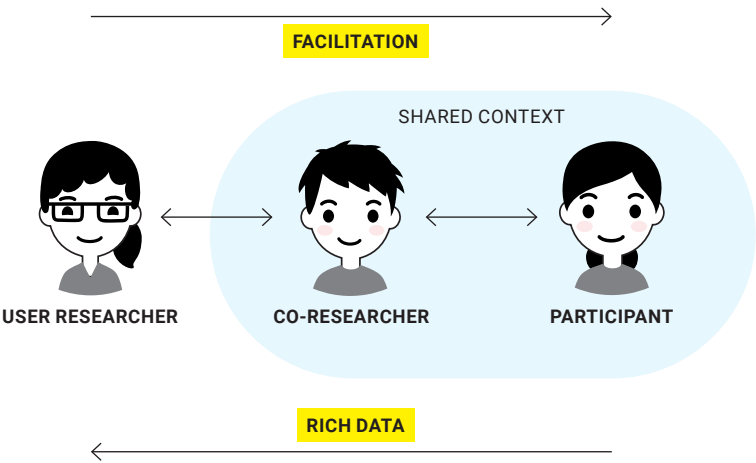 FACILITATION
SHARED CONTEXT
USER RESEARCHER
CO-RESEARCHER
PARTICIPANT
RICH DATA